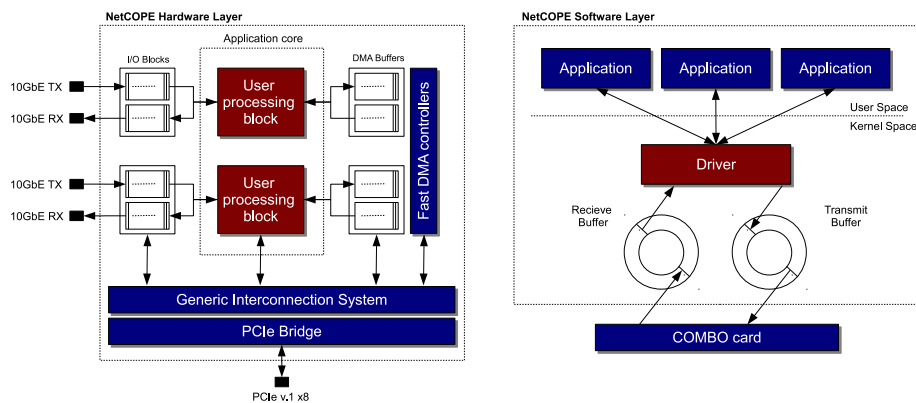 NetCOPE Hardware Layer
Application core
I/O Blocks
DMA Buffers
10GbE TX
10GbE RX
User
processing
block
Fast DMA controllers
10GbE TX
10GbE RX
User
processing
block
Generic Interconnection System
PCIe Bridge
PCIe v.1 x8
NetCOPE Software Layer
Application
Application
Application
User Space
Kernel Space
Driver
Recieve
Buffer
Transmit
Buffer
COMBO card